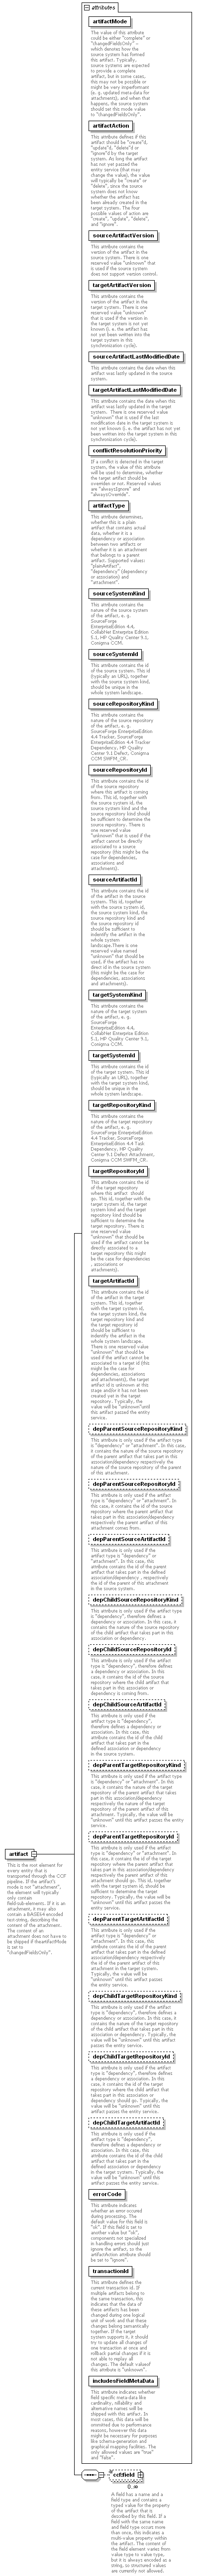 attributes
artifactMode
The value of this attribute
could be either "complete" or
"changedFieldsOnly" –
which denotes how the
source system has formed
this artifact. Typically,
source systems are expected
to provide a complete
artifact, but in some cases,
this may not be possible or
might be very imperformant
(e. g. updated meta-data for
attachments), and when that
happens, the source system
should set this mode value
to "changedFieldsOnly".
artifactAction
This attribute defines if this
artifact should be "create"d,
"update"d, "delete"d or
"ignore"d by the target
system. As long the artifact
has not yet passed the
entity service (that may
change the value), the value
will typically be "create" or
"delete", since the source
system does not know
whether the artifact has
been already created in the
target system. The four
possible values of action are
"create", "update", "delete",
and "ignore".
sourceArtifactVersion
This attribute contains the
version of the artifact in the
source system. There is one
reserved value "unknown" that
is used if the source system
does not support version control.
targetArtifactVersion
This attribute contains the
version of the artifact in the
target system. There is one
reserved value "unknown"
that is used if the version in
the target system is not yet
known (i. e. the artifact has
not yet been written into the
target system in this
synchronization cycle).
sourceArtifactLastModifiedDate
This attribute contains the date when this
artifact was lastly updated in the source
system.
targetArtifactLastModifiedDate
This attribute contains the date when this
artifact was lastly updated in the target
system. There is one reserved value
"unknown" that is used if the last
modification date in the target system is
not yet known (i. e. the artifact has not yet
been written into the target system in this
synchronization cycle).
conflictResolutionPriority
If a conflict is detected in the target
system, the value of this attribute
will be used to determine, whether
the target artifact should be
overriden or not. Reserved values
are "alwaysIgnore" and
"alwaysOverride".
artifactType
This attribute determines,
whether this is a plain
artifact that contains actual
data, whether it is a
dependency or association
between two artifacts or
whether it is an attachment
that belongs to a parent
artifact. Supported values:
"plainArtifact",
"dependency" (dependency
or association) and
"attachment".
sourceSystemKind
This attribute contains the
nature of the source system
of the artifact, e. g.
SourceForge
EnterpriseEdition 4.4,
CollabNet Enterprise Edition
5.1, HP Quality Center 9.1,
Conigma CCM.
sourceSystemId
This attribute contains the id
of the source system. This id
(typically an URL), together
with the source system kind,
should be unique in the
whole system landscape.
sourceRepositoryKind
This attribute contains the
nature of the source repository
of the artifact, e. g.
SourceForge EnterpriseEdition
4.4 Tracker, SourceForge
EnterpriseEdition 4.4 Tracker
Dependency, HP Quality
Center 9.1 Defect, Conigma
CCM SWFM_CR..
sourceRepositoryId
This attribute contains the id
of the source repository
where this artifact is coming
from. This id, together with
the source system id, the
source system kind and the
source repository kind should
be sufficient to determine the
source repository. There is
one reserved value
"unknown" that is used if the
artifact cannot be directly
associated to a source
repository (this might be the
case for dependencies,
associations and
attachments).
sourceArtifactId
This attribute contains the id
of the artifact in the source
system. This id, together
with the source system id,
the source system kind, the
source repository kind and
the source repository id
should be sufficient to
indentify the artifact in the
whole system
landscape.There is one
reserved value named
"unknown" that should be
used, if the artifact has no
direct id in the source system
(this might be the case for
dependencies, associations
and attachments).
targetSystemKind
This attribute contains the
nature of the target system
of the artifact, e. g.
SourceForge
EnterpriseEdition 4.4,
CollabNet Enterprise Edition
5.1, HP Quality Center 9.1,
Conigma CCM.
targetSystemId
This attribute contains the id
of the target system. This id
(typically an URL), together
with the target system kind,
should be unique in the
whole system landscape.
targetRepositoryKind
This attribute contains the
nature of the target repository
of the artifact, e. g.
SourceForge EnterpriseEdition
4.4 Tracker, SourceForge
EnterpriseEdition 4.4 Task
Dependency, HP Quality
Center 9.1 Defect Attachment,
Conigma CCM SWFM_CR..
targetRepositoryId
This attribute contains the id
of the target repository
where this artifact should
go. This id, together with the
target system id, the target
system kind and the target
repository kind should be
sufficient to determine the
target repository. There is
one reserved value
"unknown" that should be
used if the artifact cannot be
directly associated to a
target repository (this might
be the case for dependencies
, associations or
attachments).
targetArtifactId
This attribute contains the id
of the artifact in the target
system. This id, together
with the target system id,
the target system kind, the
target repository kind and
the target repository id
should be sufficient to
indentify the artifact in the
whole system landscape.
There is one reserved value
"unknown" that should be
used if the artifact cannot be
associated to a target id (this
might be the case for
dependencies, associations
and attachments), the target
artifact id is unknown at this
stage and/or it has not been
created yet in the target
repository. Typically, the
value will be "unknown"until
this artifact passed the entity
service.
depParentSourceRepositoryKind
This attribute is only used if the artifact type
is "dependency" or "attachment". In this case,
it contains the nature of the source repository
of the parent artifact that takes part in this
association/dependency respectively the
nature of the source repository of the parent
of this attachment.
depParentSourceRepositoryId
This attribute is only used if the artifact
type is "dependency" or "attachment". In
this case, it contains the id of the source
repository where the parent artifact that
takes part in this association/dependency
respectively the parent artifact of this
attachment comes from..
depParentSourceArtifactId
This attribute is only used if the
artifact type is "dependency" or
"attachment". In this case, this
attribute contains the id of the parent
artifact that takes part in the defined
association/dependency , respectively
the id of the parent of this attachment
in the source system.
depChildSourceRepositoryKind
This attribute is only used if the artifact type
is "dependency", therefore defines a
dependency or association. In this case, it
contains the nature of the source repository
of the child artifact that takes part in this
association or dependency.
depChildSourceRepositoryId
This attribute is only used if the artifact
type is "dependency", therefore defines
a dependency or association. In this
case, it contains the id of the source
repository where the child artifact that
takes part in this association or
dependency is coming from..
depChildSourceArtifactId
This attribute is only used if the
artifact type is "dependency",
therefore defines a dependency or
association. In this case, this
attribute contains the id of the child
artifact that takes part in the
defined association or dependency
in the source system.
depParentTargetRepositoryKind
This attribute is only used if the artifact type
is "dependency" or "attachment". In this
case, it contains the nature of the target
repository of the parent artifact that takes
part in this association/dependency
respectively the nature of the target
repository of the parent artifact of this
attachment. Typically, the value will be
"unknown" until this artifact passes the entity
service.
depParentTargetRepositoryId
This attribute is only used if the artifact
type is "dependency" or "attachment". In
this case, it contains the id of the target
repository where the parent artifact that
takes part in this association/dependency
respectively the parent artifact of this
attachment should go. This id, together
with the target system id, should be
sufficient to determine the target
repository. Typically, the value will be
"unknown" until this artifact passes the
entity service.
depParentTargetArtifactId
This attribute is only used if the
artifact type is "dependency" or
"attachment". In this case, this
attribute contains the id of the parent
artifact that takes part in the defined
association/dependency respectively
the id of the parent artifact of this
attachment in the target system.
Typically, the value will be
"unknown" until this artifact passes
the entity service.
depChildTargetRepositoryKind
This attribute is only used if the artifact type
is "dependency", therefore defines a
dependency or association. In this case, it
contains the nature of the target repository
of the child artifact that takes part in this
association or dependency. Typically, the
value will be "unknown" until this artifact
passes the entity service.
depChildTargetRepositoryId
This attribute is only used if the artifact
type is "dependency", therefore defines
a dependency or association. In this
case, it contains the id of the target
repository where the child artifact that
takes part in this association or
dependency should go. Typically, the
value will be "unknown" until this
artifact passes the entity service.
depChildTargetArtifactId
This attribute is only used if the
artifact type is "dependency",
therefore defines a dependency or
association. In this case, this
attribute contains the id of the child
artifact that takes part in the
defined association or dependency
in the target system. Typically, the
value will be "unknown" until this
artifact passes the entity service.
errorCode
This attribute indicates
whether an error occured
during processing. The
default value for this field is
"ok". If this field is set to
another value but "ok",
components not specialized
in handling errors should just
ignore the artifact, so the
artifactAction attribute should
be set to "ignore".
transactionId
This attribute defines the
current transaction id. If
multiple artifacts belong to
the same transaction, this
indicates that the data of
these artifacts has been
changed during one logical
unit of work and that these
changes belong semantically
together. If the target
system supports it, it should
try to update all changes of
one transaction at once and
rollback partial changes if it is
not able to replay all
changes. The default valueof
this attribute is "unknown".
includesFieldMetaData
This attribute indicates whether
field specific meta-data like
cardinality, nillability and
alternative names will be
shipped with this artifact. In
most cases, this data will be
ommitted due to performance
reasons, however this data
might be necessary for purposes
like schema-generation and
graphical mapping facilities. The
only allowed values are "true"
and "false".
artifact
This is the root element for
every entity that is
transported through the CCF
pipeline. If the artifact's
mode is not "attachment",
the element will typically
only contain
field-sub-elements. If it is an
attachment, it may also
contain a BASE64 encoded
text-string, describing the
content of the attachment.
The content of an
attachment does not have to
be shipped if the artifactMode
is set to
"changedFieldsOnly".
ccf:field
0..∞
A field has a name and a
field type and contains a
typed value for the property
of the artifact that is
described by this field. If a
field with the same name
and field type occurs more
than once, this indicates a
multi-value property within
the artifact. The content of
the field element varies from
value type to value type,
but it is always encoded as a
string, so structured values
are currently not allowed.